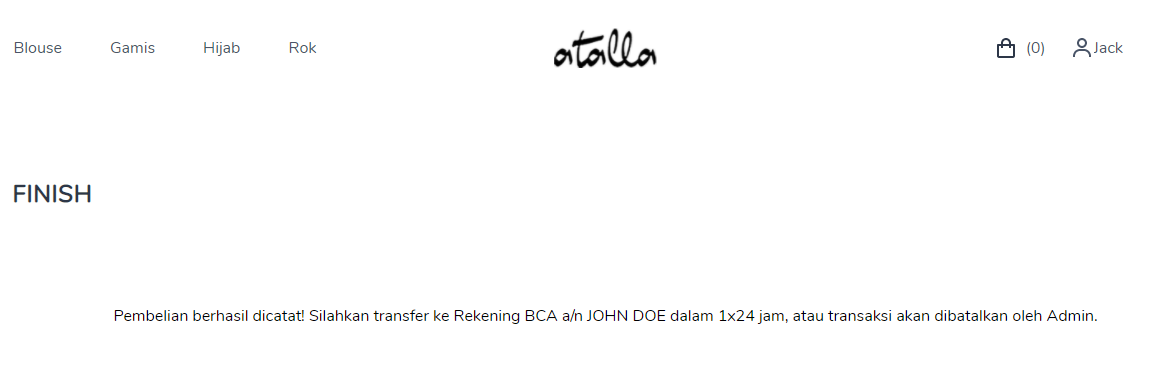 Blouse Gamis Hijab Rok atalla (0) Jack
FINISH
Pembelian berhasil dicatat! Silahkan transfer ke Rekening BCA a/n JOHN DOE dalam 1x24 jam, atau transaksi akan dibatalkan oleh Admin.